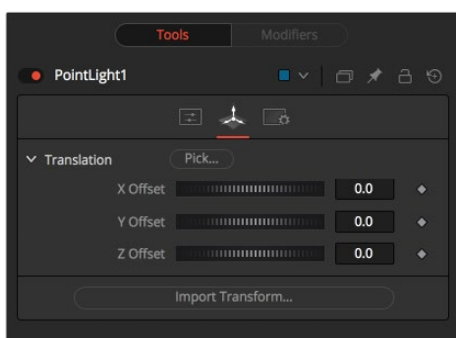 Tools Modifiers
PointLight1
Translation Pick...
X Offset 0.0
Y Offset 0.0
Z Offset 0.0
Import Transform...